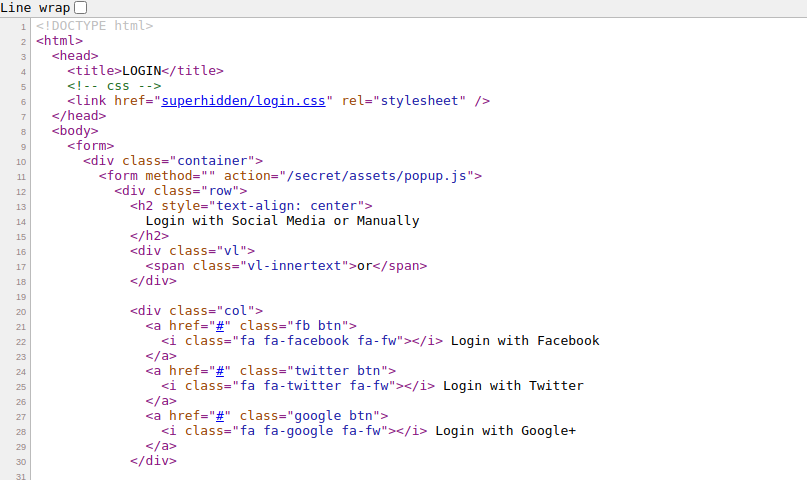 Line wrap
1 <!DOCTYPE html>
2 <html>
3   <head>
4     <title>LOGIN</title>
5     <!-- css -->
6     <link href="superhidden/login.css" rel="stylesheet" />
7   </head>
8   <body>
9     <form>
10       <div class="container">
11         <form method="" action="/secret/assets/popup.js">
12           <div class="row">
13             <h2 style="text-align: center">
14               Login with Social Media or Manually
15             </h2>
16             <div class="vl">
17               <span class="vl-innertext">or</span>
18             </div>
19
20             <div class="col">
21               <a href="#" class="fb btn">
22                 <i class="fa fa-facebook fa-fw"></i> Login with Facebook
23               </a>
24               <a href="#" class="twitter btn">
25                 <i class="fa fa-twitter fa-fw"></i> Login with Twitter
26               </a>
27               <a href="#" class="google btn">
28                 <i class="fa fa-google fa-fw"></i> Login with Google+
29               </a>
30             </div>
31